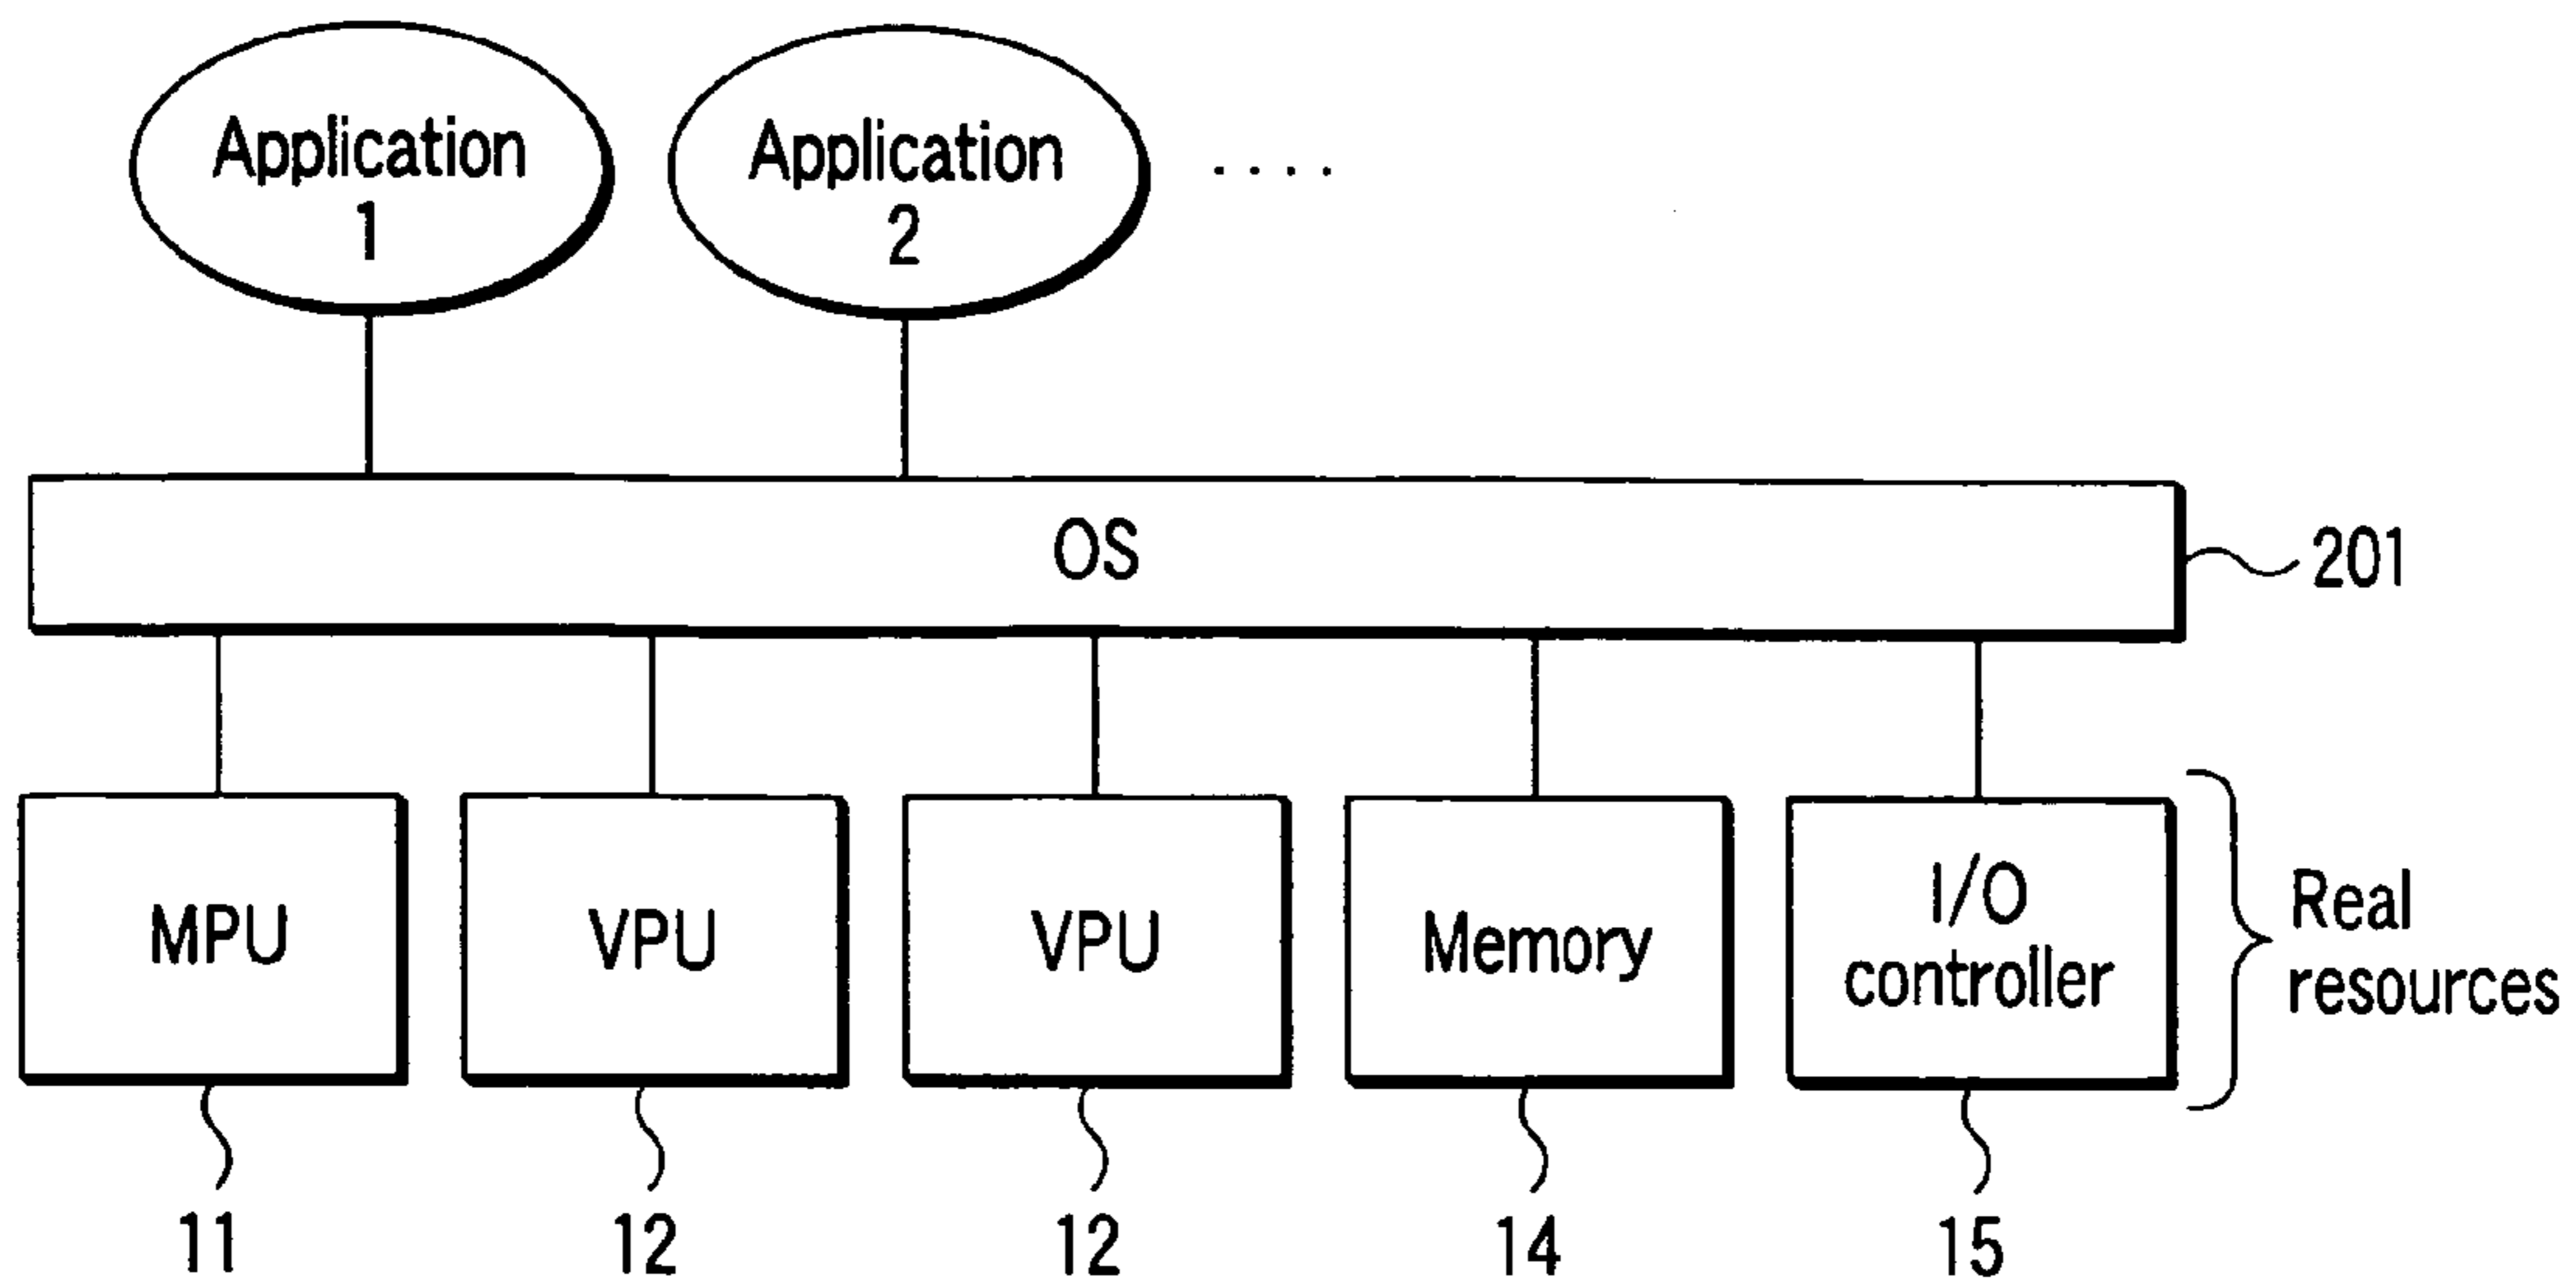 Application
1
Application
2
. . . .
OS
201
MPU
VPU
VPU
Memory
I/O
controller
Real
resources
11
12
12
14
15